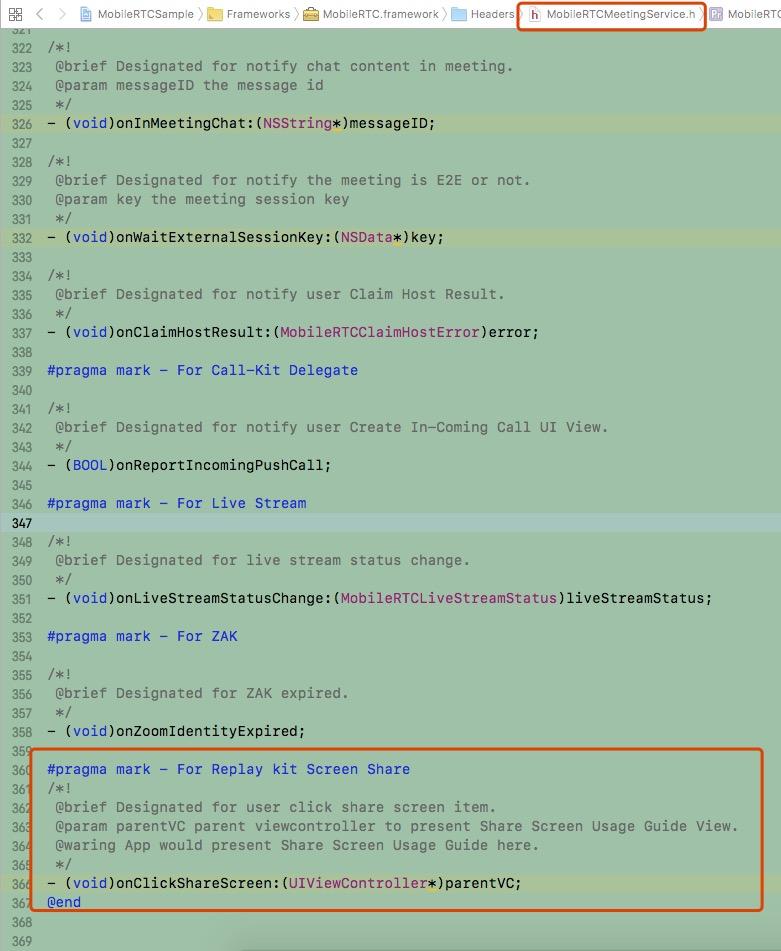 MobileRTCSample 〉 Frameworks 〉 MobileRTC.framework 〉 Headers 〉 h MobileRTCMeetingService.h 〉 Pr MobileRTC
321
322 /*!
323 @brief Designated for notify chat content in meeting.
324 @param messageID the message id
325 */
326 - (void)onInMeetingChat:(NSString*)messageID;
327
328 /*!
329 @brief Designated for notify the meeting is E2E or not.
330 @param key the meeting session key
331 */
332 - (void)onWaitExternalSessionKey:(NSData*)key;
333
334 /*!
335 @brief Designated for notify user Claim Host Result.
336 */
337 - (void)onClaimHostResult:(MobileRTCClaimHostError)error;
338
339 #pragma mark - For Call-Kit Delegate
340
341 /*!
342 @brief Designated for notify user Create In-Coming Call UI View.
343 */
344 - (BOOL)onReportIncomingPushCall;
345
346 #pragma mark - For Live Stream
347
348 /*!
349 @brief Designated for live stream status change.
350 */
351 - (void)onLiveStreamStatusChange:(MobileRTCLiveStreamStatus)liveStreamStatus;
352
353 #pragma mark - For ZAK
354
355 /*!
356 @brief Designated for ZAK expired.
357 */
358 - (void)onZoomIdentityExpired;
359
360 #pragma mark - For Replay kit Screen Share
361 /*!
362 @brief Designated for user click share screen item.
363 @param parentVC parent viewcontroller to present Share Screen Usage Guide View.
364 @waring App would present Share Screen Usage Guide here.
365 */
366 - (void)onClickShareScreen:(UIViewController*)parentVC;
367 @end
368
369